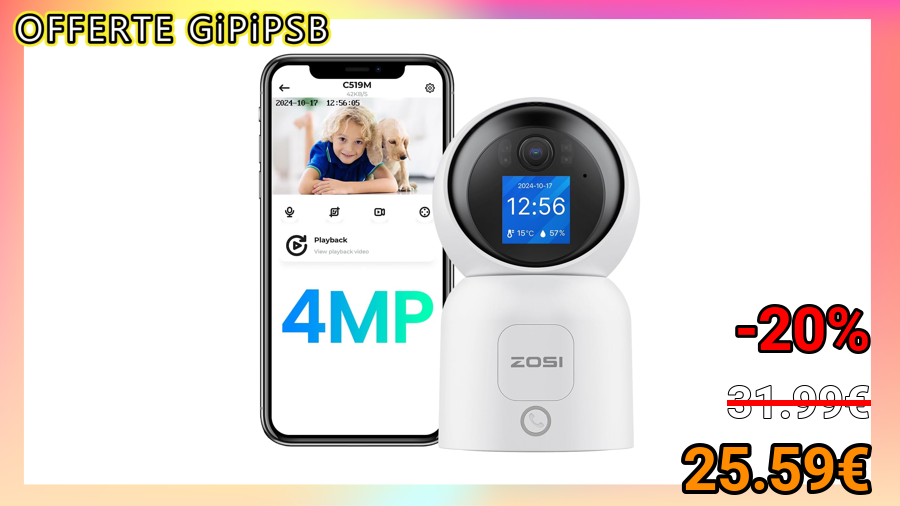 OFFERTE GiPiPSB
C519M
42KB/S
2024-10-17 12:56:05
Playback
View playback video
4MP
2024-10-17
12:56
15°C 57%
ZOSI
-20%
31.99€
25.59€